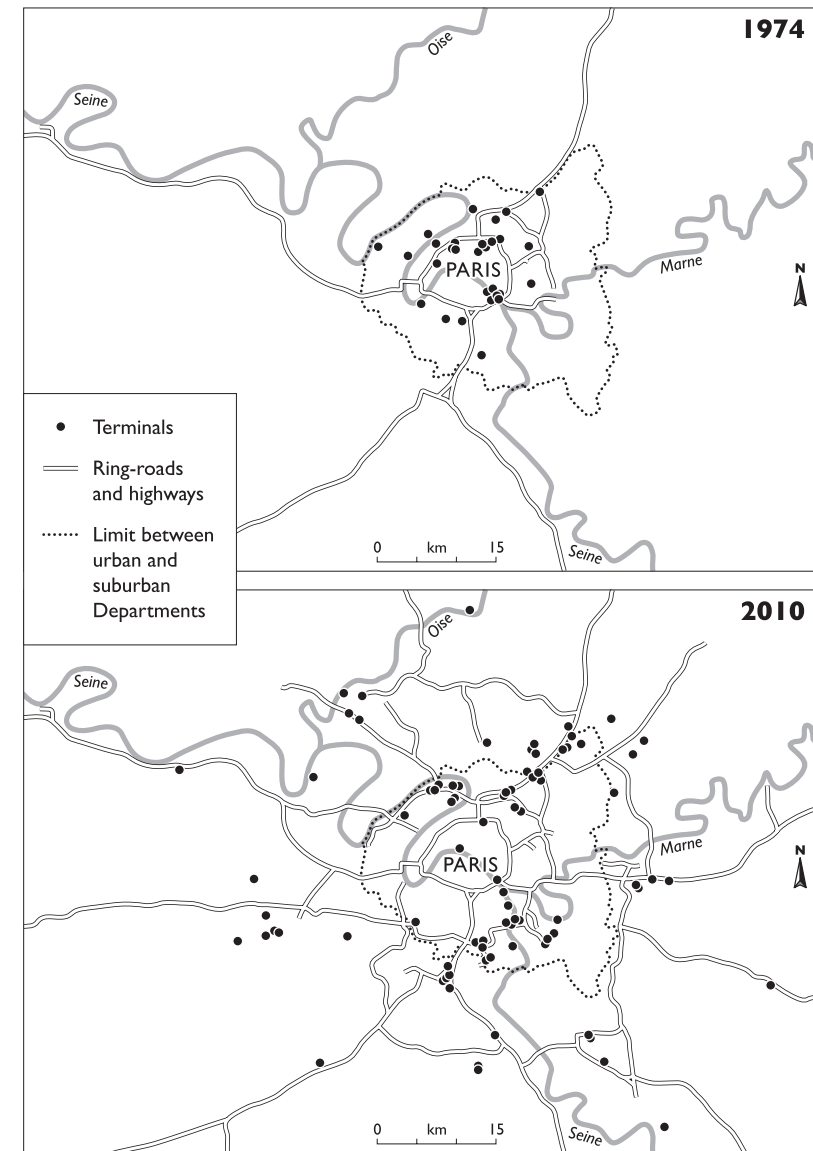 1974
Oise
Seine
Marne
N
PARIS
Terminals
Ring-roads
and highways
Limit between
urban and
suburban
Departments
0 km 15
Seine
2010
Oise
Seine
Marne
N
PARIS
0 km 15
Seine